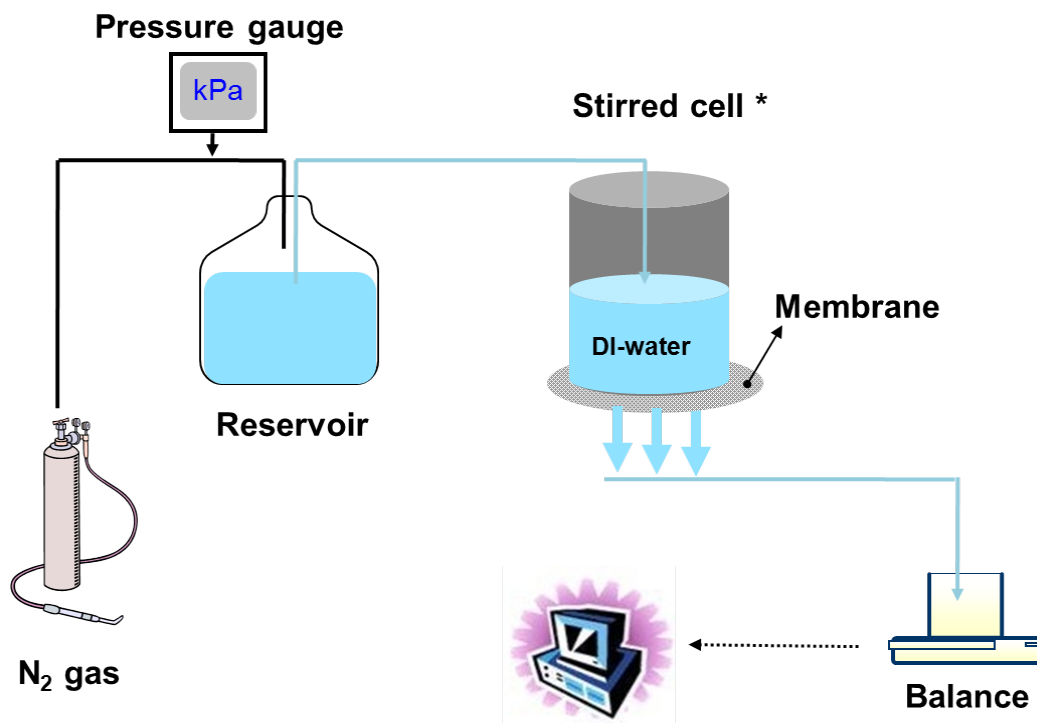 Pressure gauge
kPa
Stirred cell *
Membrane
DI-water
Reservoir
N₂ gas
Balance